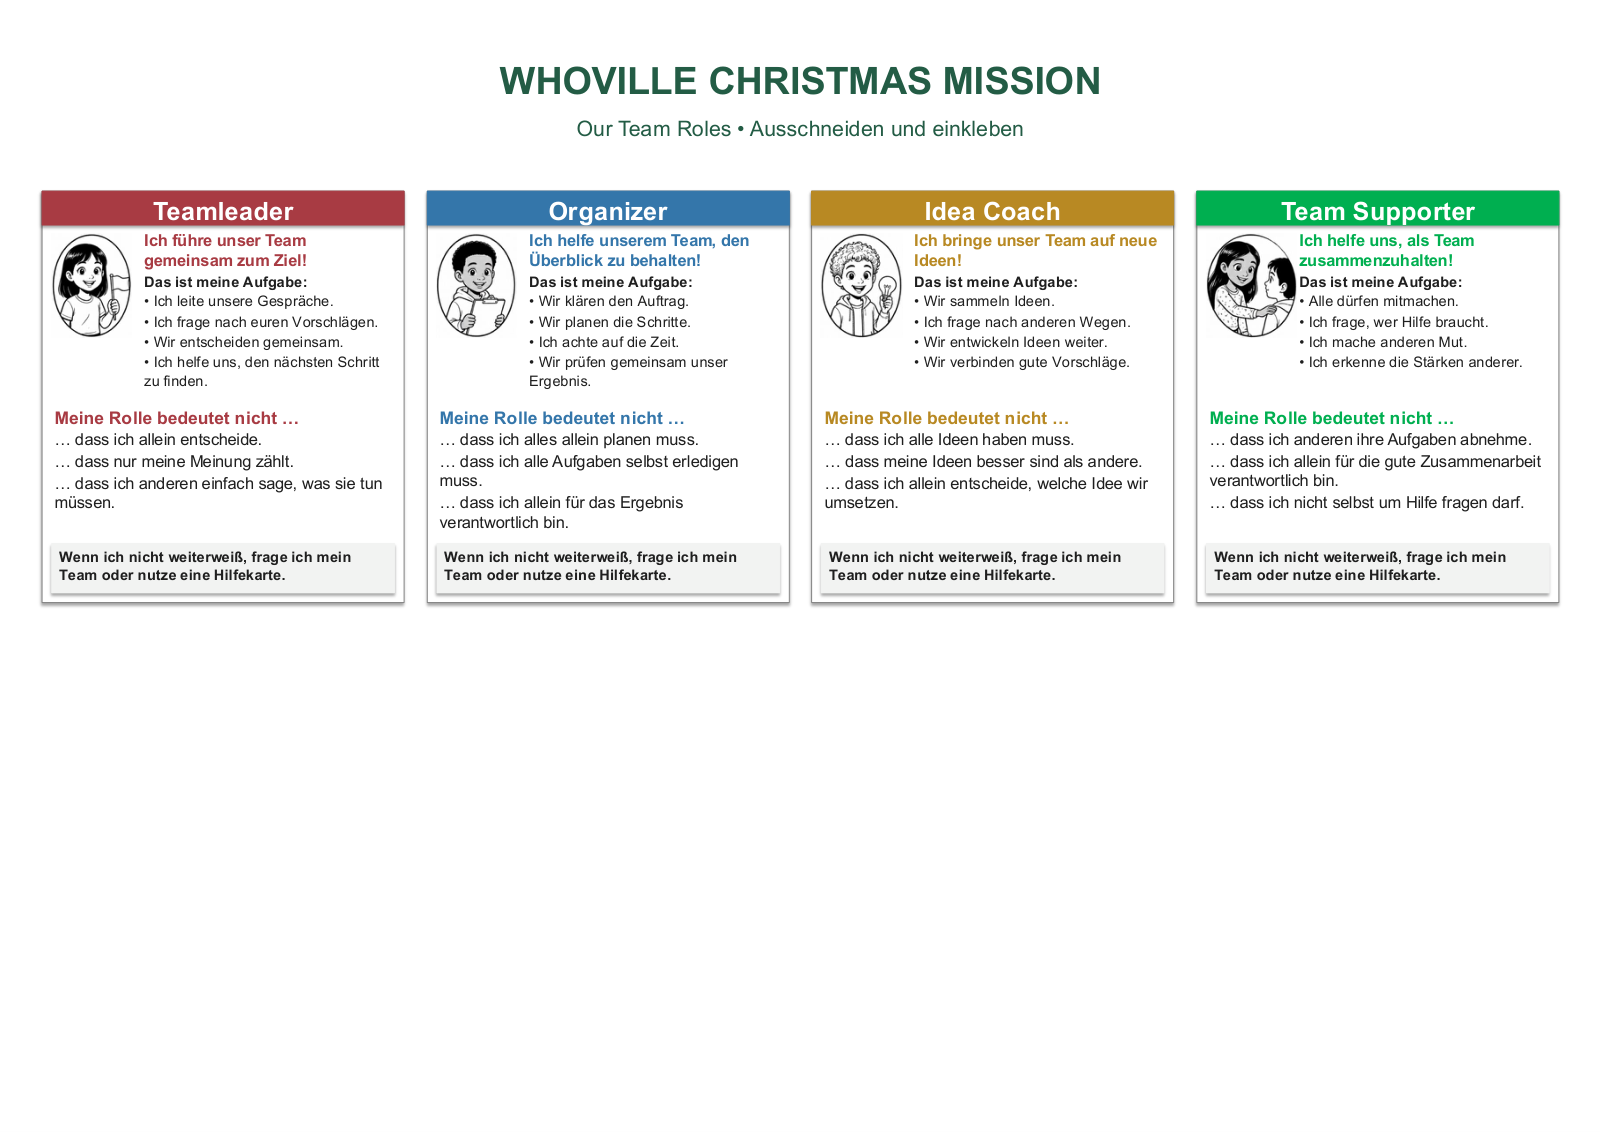 WHOVILLE CHRISTMAS MISSION
Our Team Roles • Ausschneiden und einkleben
Teamleader
Ich führe unser Team
gemeinsam zum Ziel!
Das ist meine Aufgabe:
• Ich leite unsere Gespräche.
• Ich frage nach euren Vorschlägen.
• Wir entscheiden gemeinsam.
• Ich helfe uns, den nächsten Schritt
zu finden.
Meine Rolle bedeutet nicht …
… dass ich allein entscheide.
… dass nur meine Meinung zählt.
… dass ich anderen einfach sage, was sie tun
müssen.
Wenn ich nicht weiterweiß, frage ich mein
Team oder nutze eine Hilfekarte.
Organizer
Ich helfe unserem Team, den
Überblick zu behalten!
Das ist meine Aufgabe:
• Wir klären den Auftrag.
• Wir planen die Schritte.
• Ich achte auf die Zeit.
• Wir prüfen gemeinsam unser
Ergebnis.
Meine Rolle bedeutet nicht …
… dass ich alles allein planen muss.
… dass ich alle Aufgaben selbst erledigen
muss.
… dass ich allein für das Ergebnis
verantwortlich bin.
Wenn ich nicht weiterweiß, frage ich mein
Team oder nutze eine Hilfekarte.
Idea Coach
Ich bringe unser Team auf neue
Ideen!
Das ist meine Aufgabe:
• Wir sammeln Ideen.
• Ich frage nach anderen Wegen.
• Wir entwickeln Ideen weiter.
• Wir verbinden gute Vorschläge.
Meine Rolle bedeutet nicht …
… dass ich alle Ideen haben muss.
… dass meine Ideen besser sind als andere.
… dass ich allein entscheide, welche Idee wir
umsetzen.
Wenn ich nicht weiterweiß, frage ich mein
Team oder nutze eine Hilfekarte.
Team Supporter
Ich helfe uns, als Team
zusammenzuhalten!
Das ist meine Aufgabe:
• Alle dürfen mitmachen.
• Ich frage, wer Hilfe braucht.
• Ich mache anderen Mut.
• Ich erkenne die Stärken anderer.
Meine Rolle bedeutet nicht …
… dass ich anderen ihre Aufgaben abnehme.
… dass ich allein für die gute Zusammenarbeit
verantwortlich bin.
… dass ich nicht selbst um Hilfe fragen darf.
Wenn ich nicht weiterweiß, frage ich mein
Team oder nutze eine Hilfekarte.